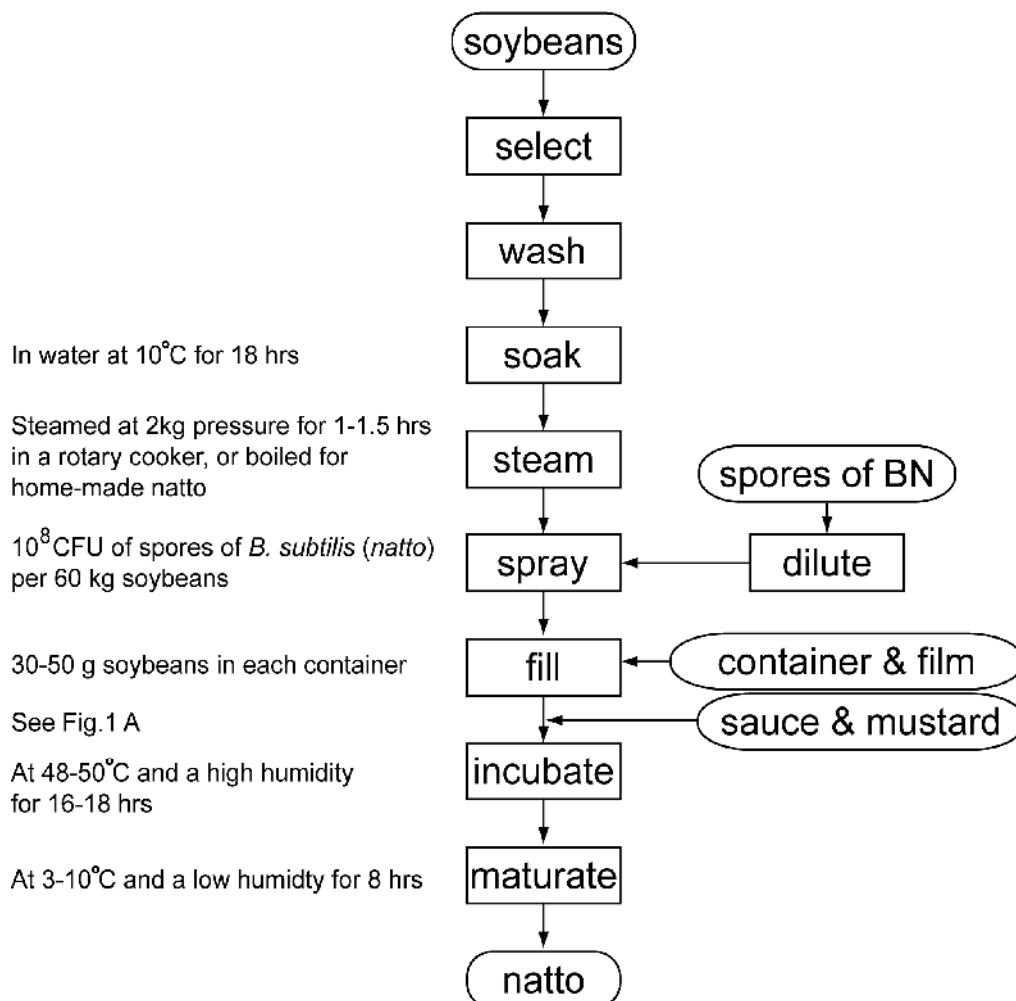 soybeans
select
wash
In water at 10°C for 18 hrs
soak
Steamed at 2kg pressure for 1-1.5 hrs
in a rotary cooker, or boiled for
home-made natto
steam
spores of BN
10⁸ CFU of spores of B. subtilis (natto)
per 60 kg soybeans
spray
dilute
30-50 g soybeans in each container
fill
container & film
See Fig.1 A
sauce & mustard
At 48-50°C and a high humidity
for 16-18 hrs
incubate
At 3-10°C and a low humidty for 8 hrs
maturate
natto